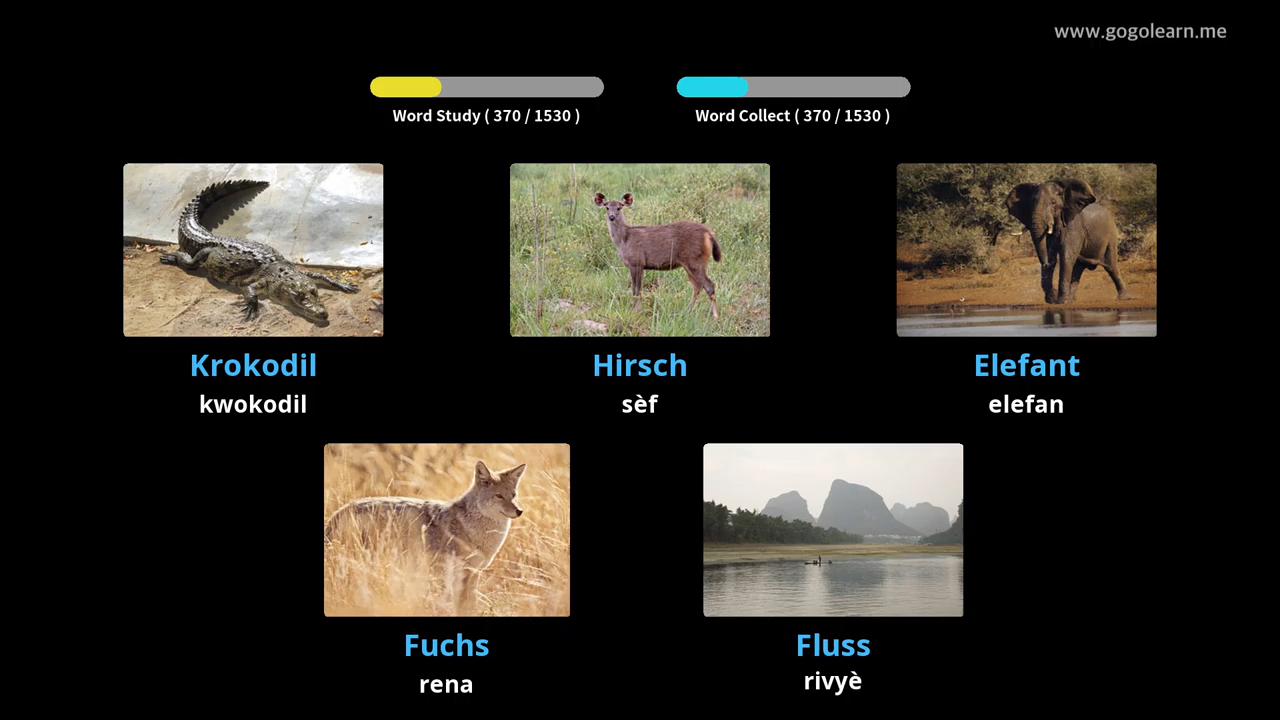 www.gogolearn.me
Word Study ( 370 / 1530 )
Word Collect ( 370 / 1530 )
Krokodil
kwokodil
Hirsch
sèf
Elefant
elefan
Fuchs
rena
Fluss
rivyè